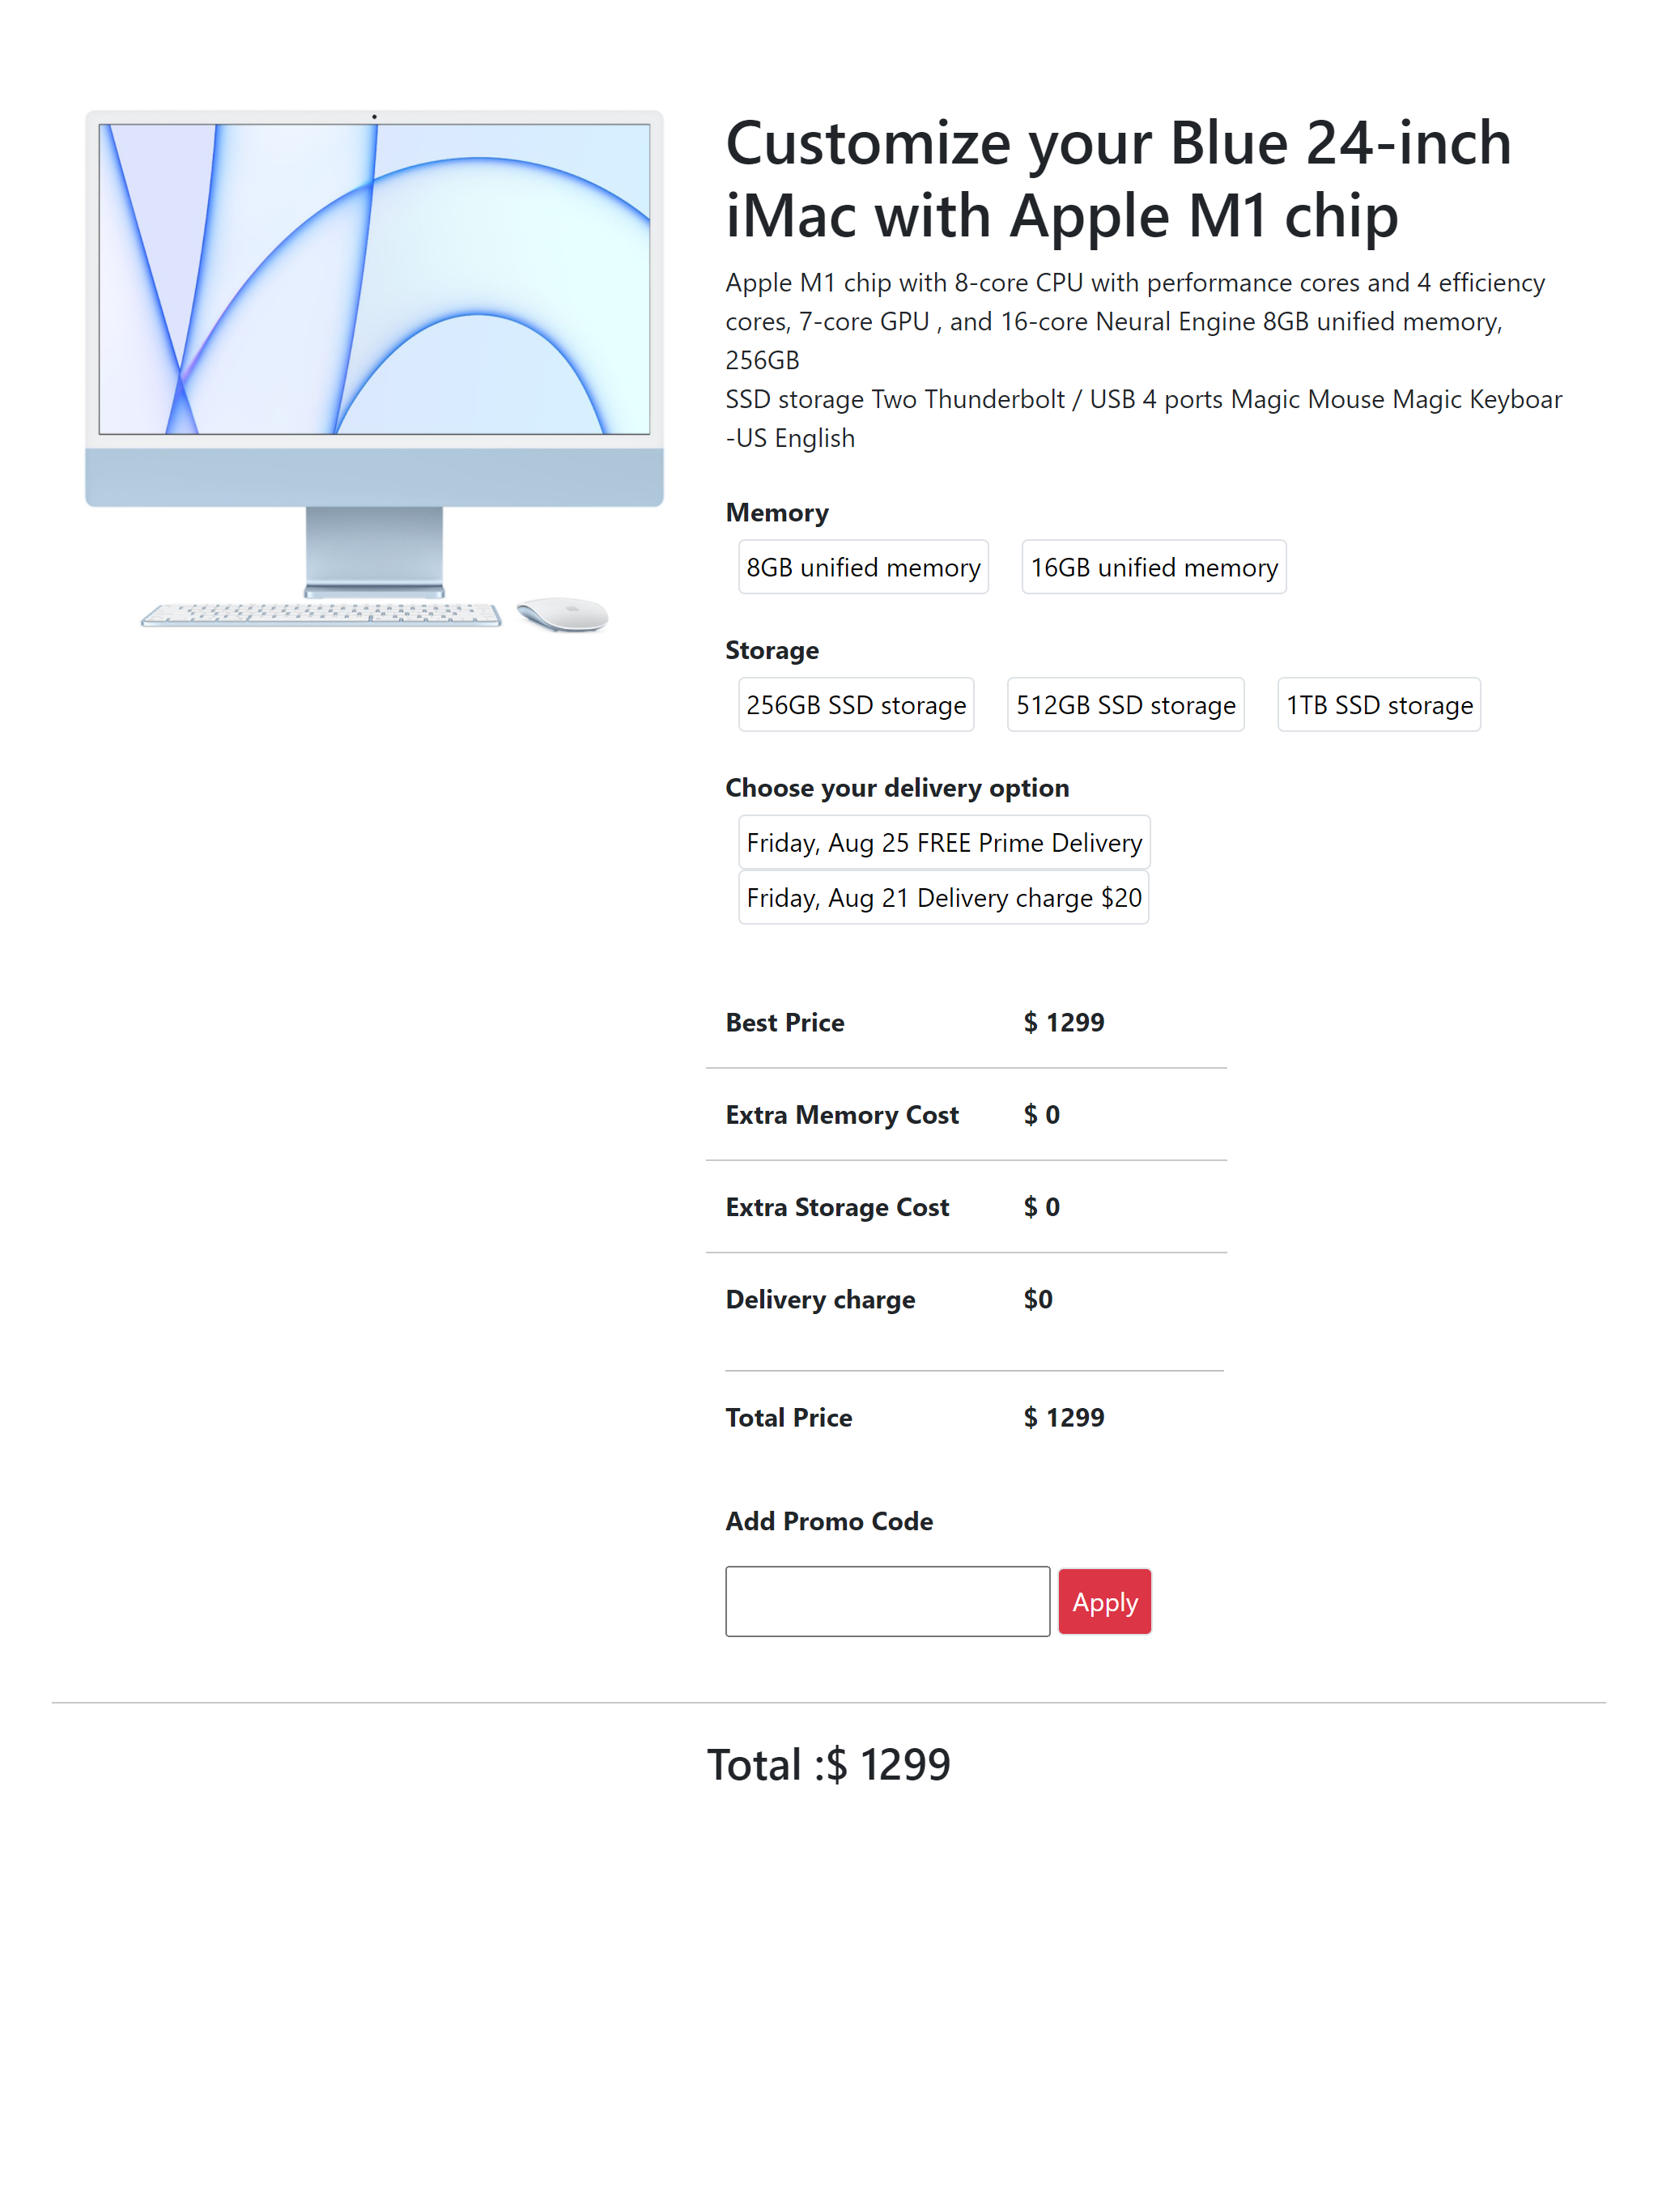 Customize your Blue 24-inch
iMac with Apple M1 chip
Apple M1 chip with 8-core CPU with performance cores and 4 efficiency
cores, 7-core GPU , and 16-core Neural Engine 8GB unified memory,
256GB
SSD storage Two Thunderbolt / USB 4 ports Magic Mouse Magic Keyboar
-US English
Memory
8GB unified memory 16GB unified memory
Storage
256GB SSD storage 512GB SSD storage 1TB SSD storage
Choose your delivery option
Friday, Aug 25 FREE Prime Delivery
Friday, Aug 21 Delivery charge $20
Best Price $ 1299
Extra Memory Cost $ 0
Extra Storage Cost $ 0
Delivery charge $0
Total Price $ 1299
Add Promo Code
Apply
Total :$ 1299